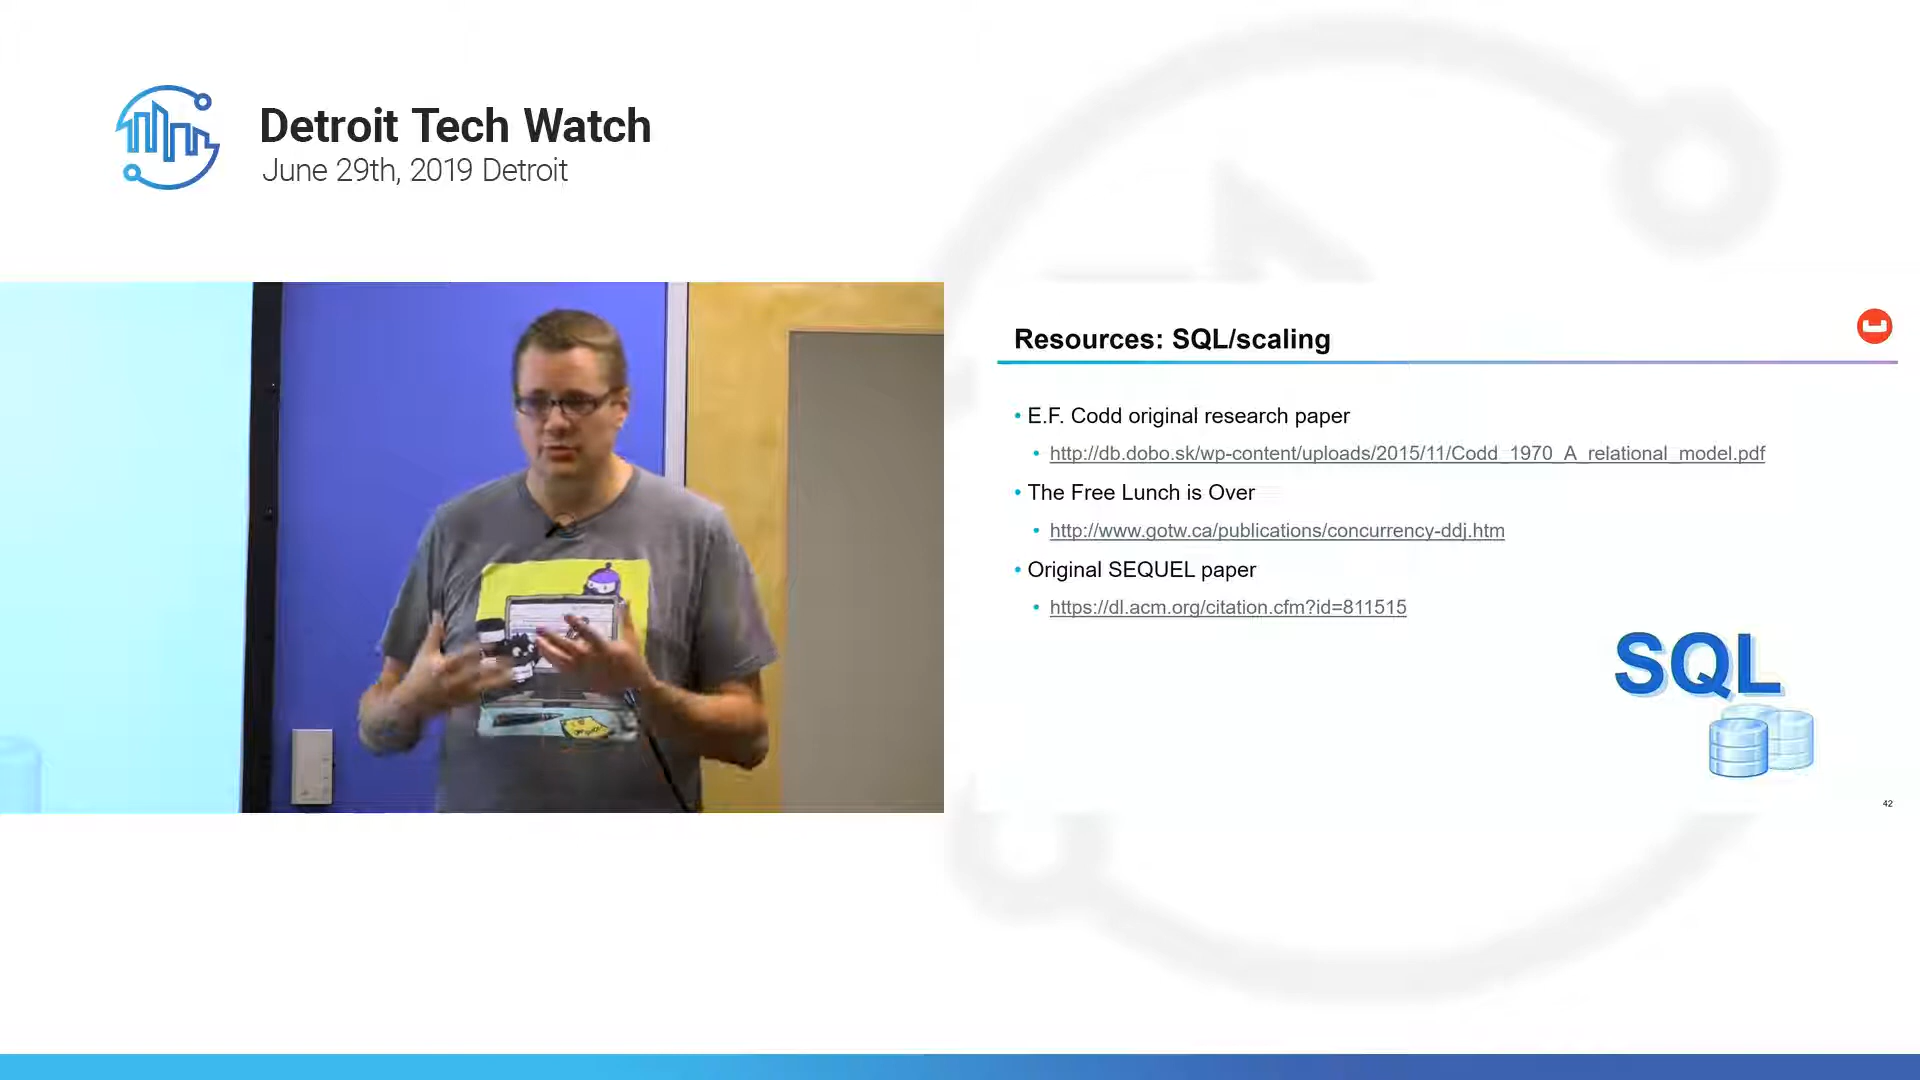 Detroit Tech Watch
June 29th, 2019 Detroit
Resources: SQL/scaling
• E.F. Codd original research paper
• http://db.dobo.sk/wp-content/uploads/2015/11/Codd_1970_A_relational_model.pdf
• The Free Lunch is Over
• http://www.gotw.ca/publications/concurrency-ddj.htm
• Original SEQUEL paper
• https://dl.acm.org/citation.cfm?id=811515
SQL
42